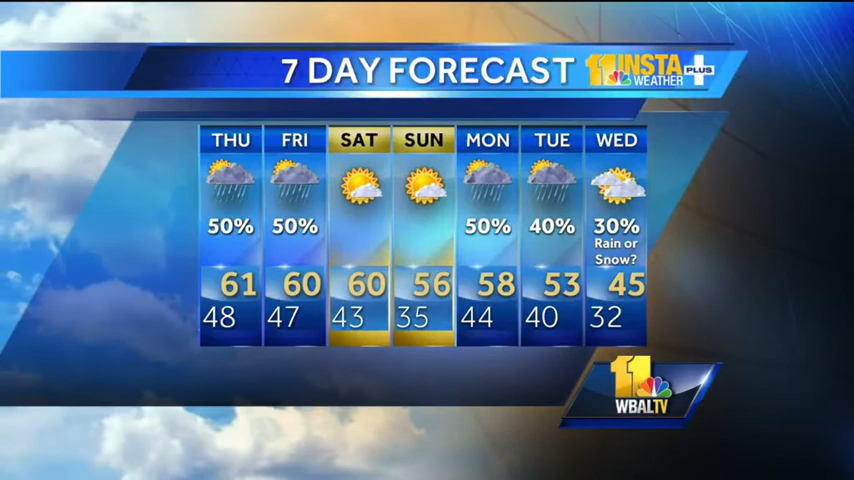 7 DAY FORECAST 11 INSTA WEATHER PLUS
THU FRI SAT SUN MON TUE WED
50% 50% 50% 40% 30%
Rain or
Snow?
61 60 60 56 58 53 45
48 47 43 35 44 40 32
11
WBALTV